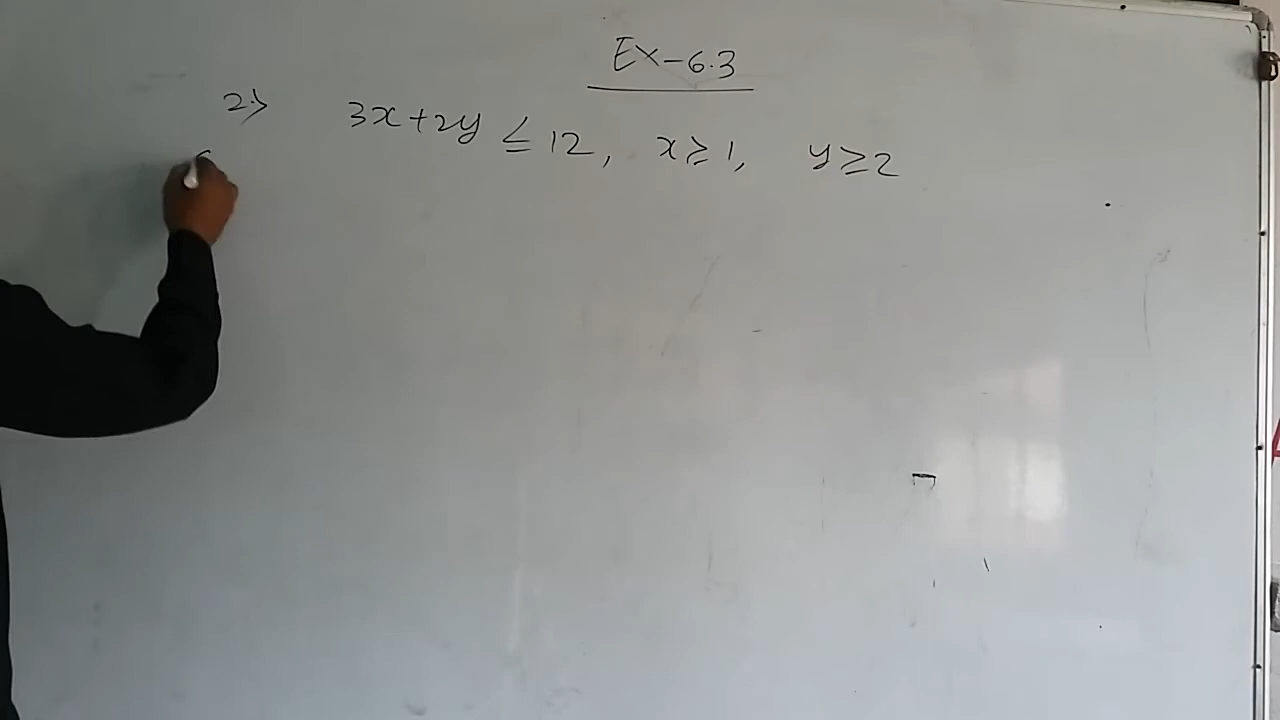 Ex-6.3
2.> 3x+2y ≤ 12, x ≥ 1, y ≥ 2